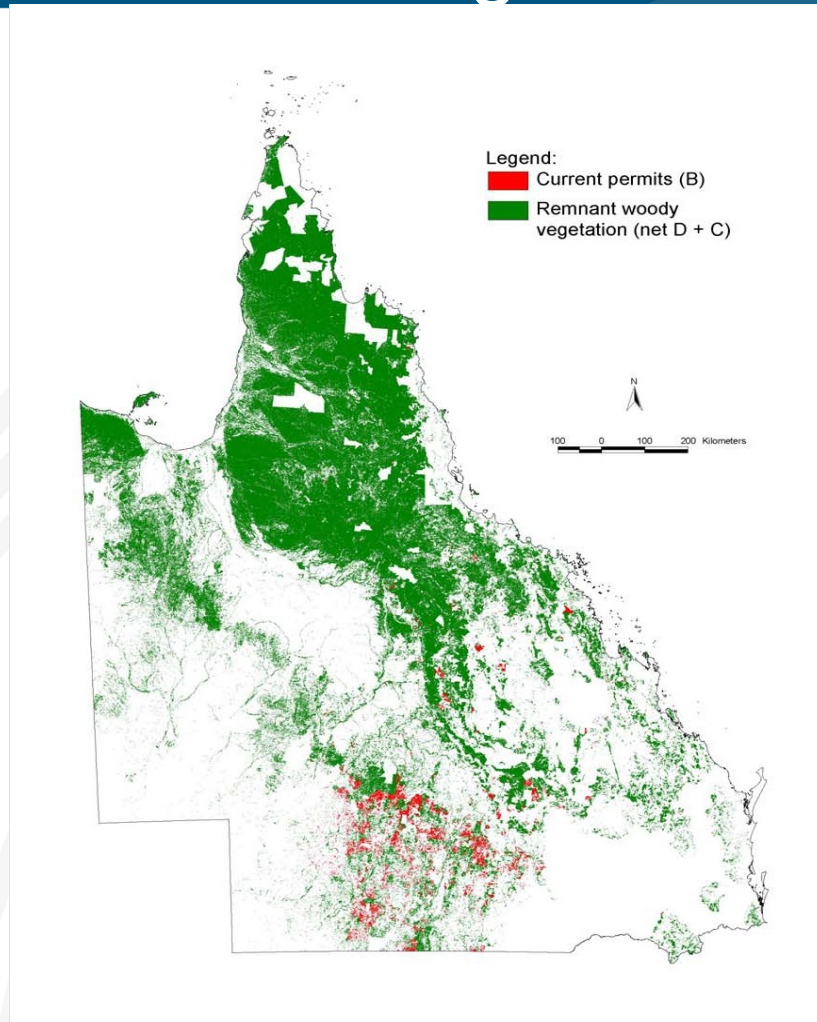 Legend:
Current permits (B)
Remnant woody
vegetation (net D + C)
N
100 0 100 200 Kilometers